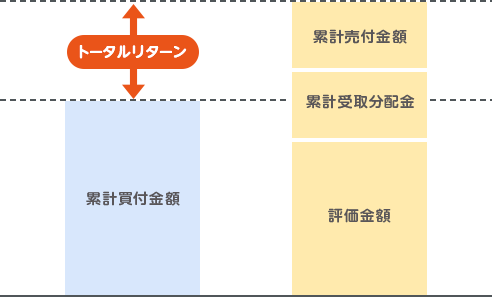 累計売付金額
トータルリターン
累計受取分配金
累計買付金額
評価金額